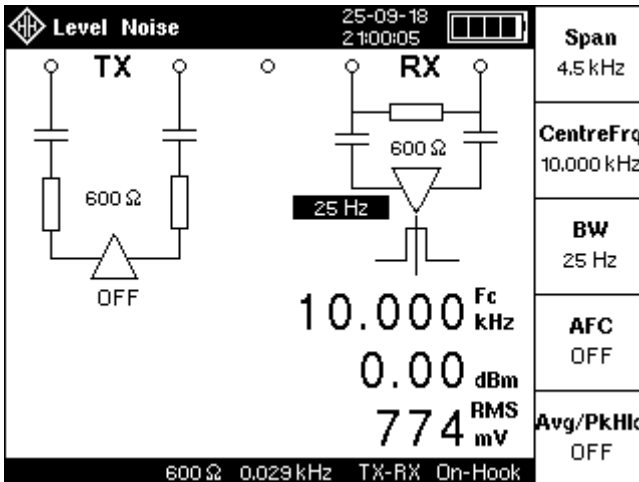 Level Noise
25-09-18
21:00:05
TX
RX
600 Ω
600 Ω
25 Hz
OFF
10.000 Fc kHz
0.00 dBm
774 RMS mV
600 Ω 0.029 kHz TX-RX On-Hook
Span
4.5 kHz
CentreFrq
10.000 kHz
BW
25 Hz
AFC
OFF
Avg/PkHld
OFF